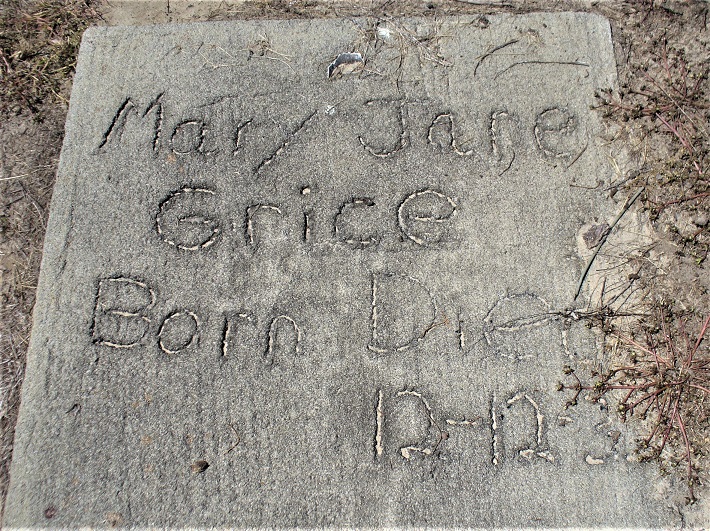 Mary Jane
Grice
Born Died
12-12-